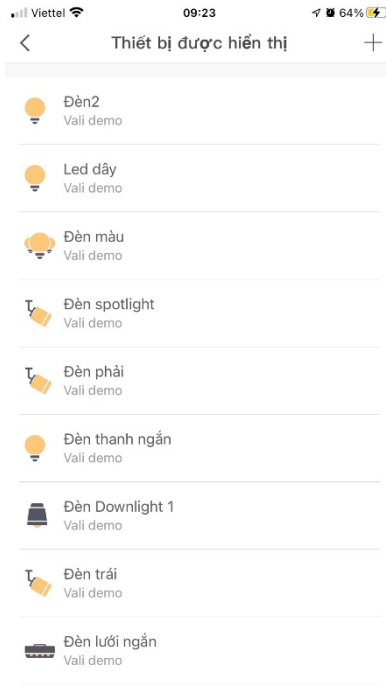 Viettel 09:23 64%
Thiết bị được hiển thị
Đèn2
Vali demo
Led dây
Vali demo
Đèn màu
Vali demo
Đèn spotlight
Vali demo
Đèn phải
Vali demo
Đèn thanh ngắn
Vali demo
Đèn Downlight 1
Vali demo
Đèn trái
Vali demo
Đèn lưới ngắn
Vali demo